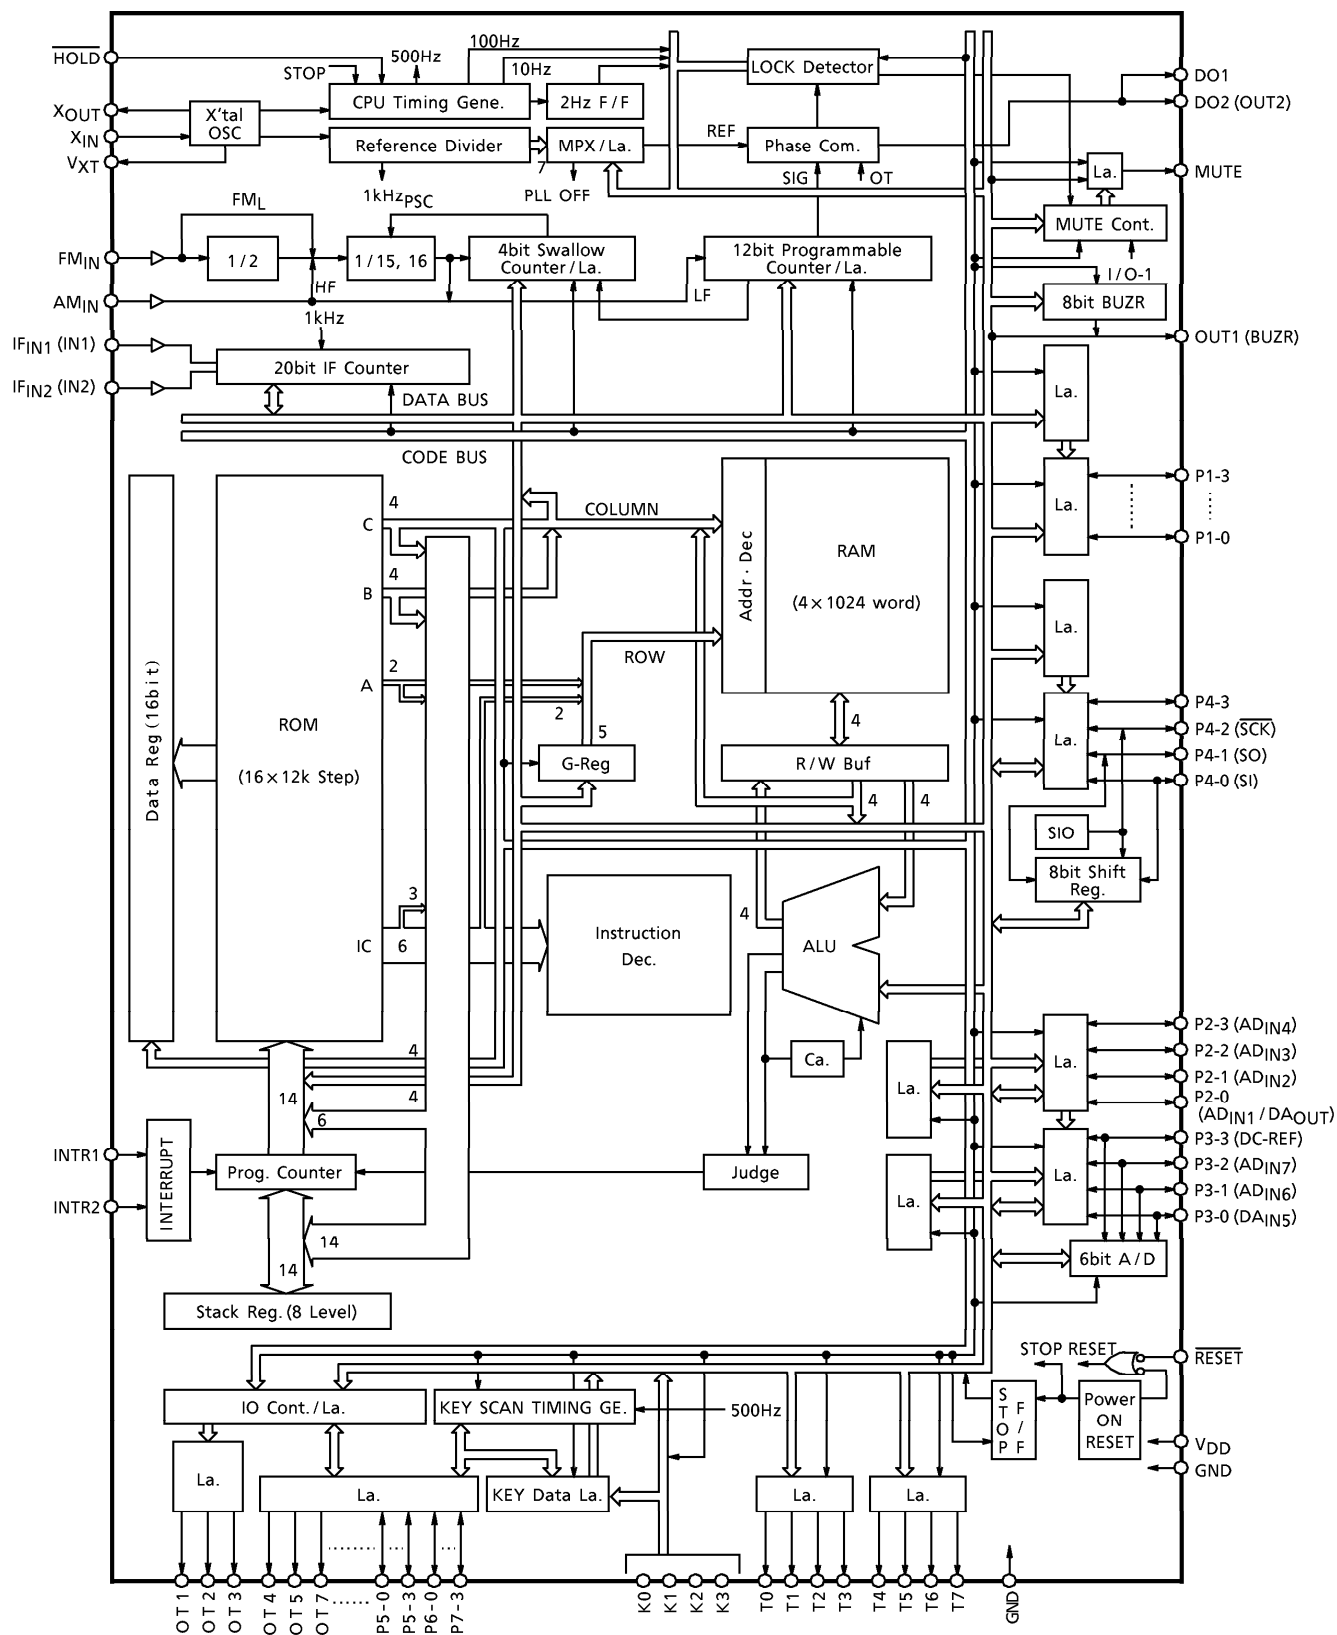 HOLD
STOP
500Hz
100Hz
10Hz
CPU Timing Gene.
2Hz F/F
LOCK Detector
DO1
DO2 (OUT2)
XOUT
X'tal
OSC
XIN
VXT
Reference Divider
7
MPX/La.
REF
Phase Com.
1kHz
PLL OFF
SIG
OT
La.
MUTE
MUTE Cont.
FML
PSC
FMIN
1/2
1/15, 16
4bit Swallow
Counter/La.
12bit Programmable
Counter/La.
I/O-1
8bit BUZR
HF
AMIN
LF
1kHz
IFIN1 (IN1)
IFIN2 (IN2)
20bit IF Counter
OUT1 (BUZR)
DATA BUS
CODE BUS
La.
La.
P1-3
P1-0
Data Reg (16bit)
ROM
(16×12k Step)
C
4
B
4
A
2
COLUMN
ROW
2
5
G-Reg
Addr・Dec
RAM
(4×1024 word)
4
R/W Buf
4
4
La.
La.
P4-3
P4-2 (SCK)
P4-1 (SO)
P4-0 (SI)
SIO
8bit Shift
Reg.
IC
3
6
Instruction
Dec.
4
ALU
Ca.
Judge
4
4
14
6
INTR1
INTR2
INTERRUPT
Prog. Counter
14
14
Stack Reg. (8 Level)
La.
La.
La.
La.
P2-3 (ADIN4)
P2-2 (ADIN3)
P2-1 (ADIN2)
P2-0
(ADIN1/DAOUT)
P3-3 (DC-REF)
P3-2 (ADIN7)
P3-1 (ADIN6)
P3-0 (DAIN5)
6bit A/D
STOP RESET
RESET
STOP
F/F
Power
ON
RESET
VDD
GND
IO Cont./La.
KEY SCAN TIMING GE.
500Hz
La.
La.
KEY Data La.
La.
La.
OT1
OT2
OT3
OT4
OT5
OT7
P5-0
P5-3
P6-0
P7-3
K0
K1
K2
K3
T0
T1
T2
T3
T4
T5
T6
T7
GND